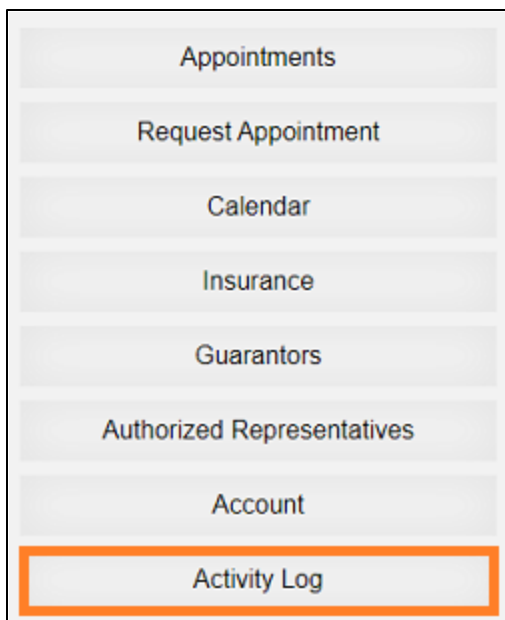 Appointments
Request Appointment
Calendar
Insurance
Guarantors
Authorized Representatives
Account
Activity Log